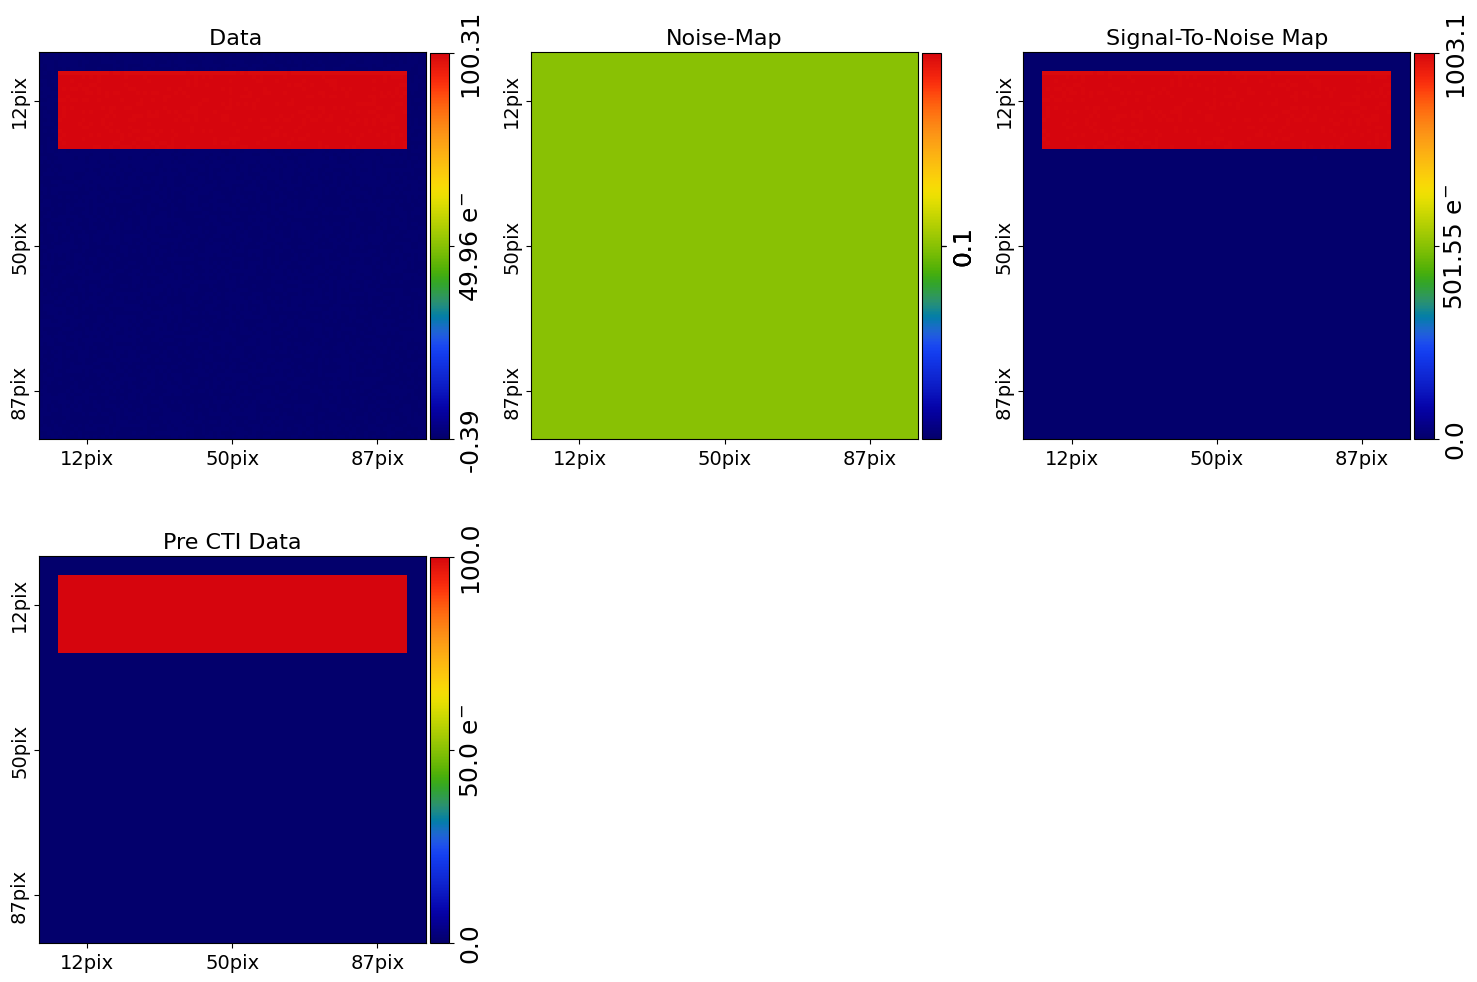 Data
12pix
50pix
87pix
12pix
50pix
87pix
100.31
49.96 e⁻
-0.39
Noise-Map
12pix
50pix
87pix
12pix
50pix
87pix
0.1
Signal-To-Noise Map
12pix
50pix
87pix
12pix
50pix
87pix
1003.1
501.55 e⁻
0.0
Pre CTI Data
12pix
50pix
87pix
12pix
50pix
87pix
100.0
50.0 e⁻
0.0